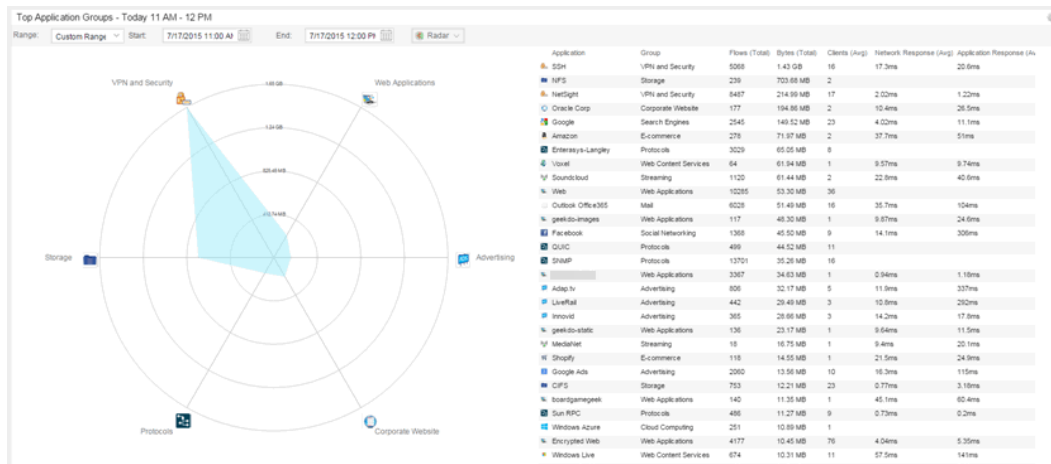 Top Application Groups - Today 11 AM - 12 PM
Range: Custom Range Start: 7/17/2015 11:00 AM End: 7/17/2015 12:00 PM Radar
VPN and Security
Web Applications
Storage
Advertising
Protocols
Corporate Website
1.65 GB
1.24 GB
Application Group Flows (Total) Bytes (Total) Clients (Avg) Network Response (Avg) Application Response (Av
SSH VPN and Security 5068 1.43 GB 16 17.3ms 20.6ms
NFS Storage 239 703.68 MB 2
NetSight VPN and Security 8487 214.99 MB 17 2.02ms 1.22ms
Oracle Corp Corporate Website 177 194.86 MB 2 10.4ms 26.5ms
Google Search Engines 2545 149.52 MB 23 4.02ms 11.1ms
Amazon E-commerce 278 71.97 MB 2 37.7ms 51ms
Enterasys-Langley Protocols 3029 65.05 MB 8
Voxel Web Content Services 64 61.94 MB 1 9.57ms 9.74ms
Soundcloud Streaming 1120 61.44 MB 2 22.8ms 40.6ms
Web Web Applications 10285 53.30 MB 36
Outlook Office365 Mail 6028 51.49 MB 16 35.7ms 104ms
geekdo-images Web Applications 117 48.30 MB 1 9.87ms 24.6ms
Facebook Social Networking 1368 45.50 MB 9 14.1ms 306ms
QUIC Protocols 499 44.52 MB 11
SNMP Protocols 13701 35.26 MB 16
Web Applications 3367 34.63 MB 1 0.94ms 1.18ms
Adap.tv Advertising 806 32.17 MB 5 11.9ms 337ms
LiveRail Advertising 442 29.49 MB 3 10.8ms 292ms
Innovid Advertising 365 28.66 MB 3 14.2ms 17.8ms
geekdo-static Web Applications 136 23.17 MB 1 9.64ms 11.5ms
MediaNet Streaming 18 16.75 MB 1 9.4ms 20.1ms
Shopify E-commerce 118 14.55 MB 1 21.5ms 24.9ms
Google Ads Advertising 2060 13.56 MB 10 16.3ms 115ms
CIFS Storage 753 12.21 MB 23 0.77ms 3.18ms
boardgamegeek Web Applications 140 11.35 MB 1 45.1ms 60.4ms
Sun RPC Protocols 486 11.27 MB 9 0.73ms 0.2ms
Windows Azure Cloud Computing 251 10.89 MB 1
Encrypted Web Web Applications 4177 10.45 MB 76 4.04ms 5.35ms
Windows Live Web Content Services 674 10.31 MB 11 57.5ms 141ms